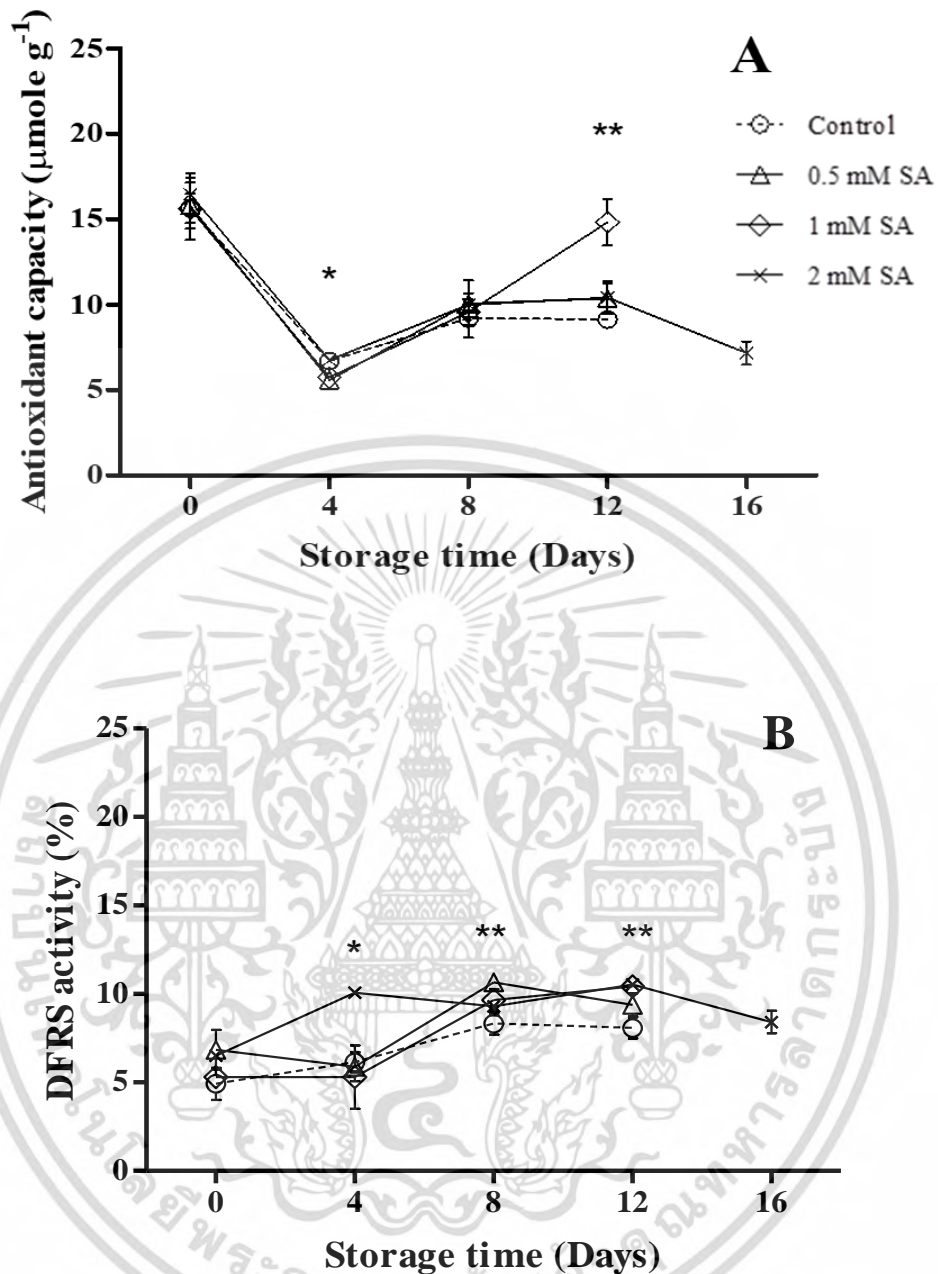 A
Antioxidant capacity (μmole g⁻¹)
25
20
15
10
5
0
*
**
Control
0.5 mM SA
1 mM SA
2 mM SA
0 4 8 12 16
Storage time (Days)
B
DFRS activity (%)
25
20
15
10
5
0
*
**
**
0 4 8 12 16
Storage time (Days)